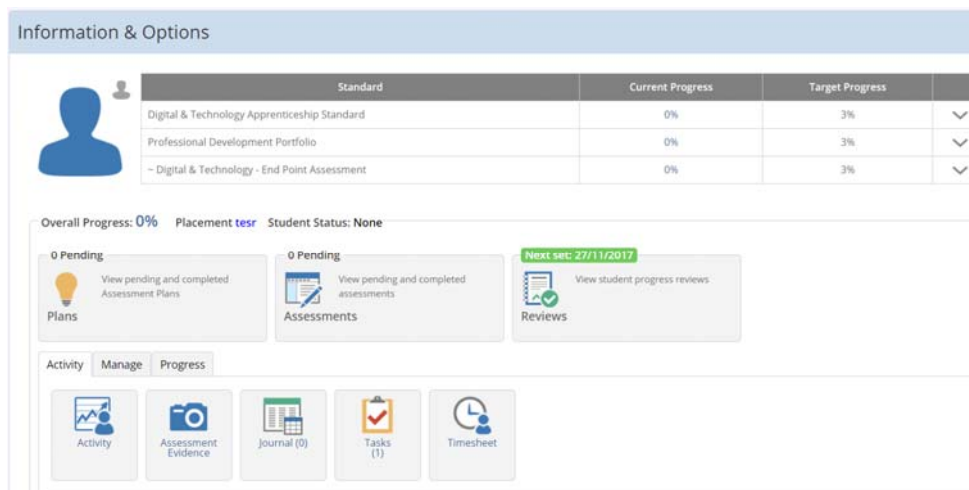 Information & Options
Standard Current Progress Target Progress
Digital & Technology Apprenticeship Standard 0% 3%
Professional Development Portfolio 0% 3%
~ Digital & Technology - End Point Assessment 0% 3%
Overall Progress: 0% Placement tesr Student Status: None
0 Pending
View pending and completed
Assessment Plans
Plans
0 Pending
View pending and completed
assessments
Assessments
Next set: 27/11/2017
View student progress reviews
Reviews
Activity Manage Progress
Activity
Assessment
Evidence
Journal (0)
Tasks
(1)
Timesheet